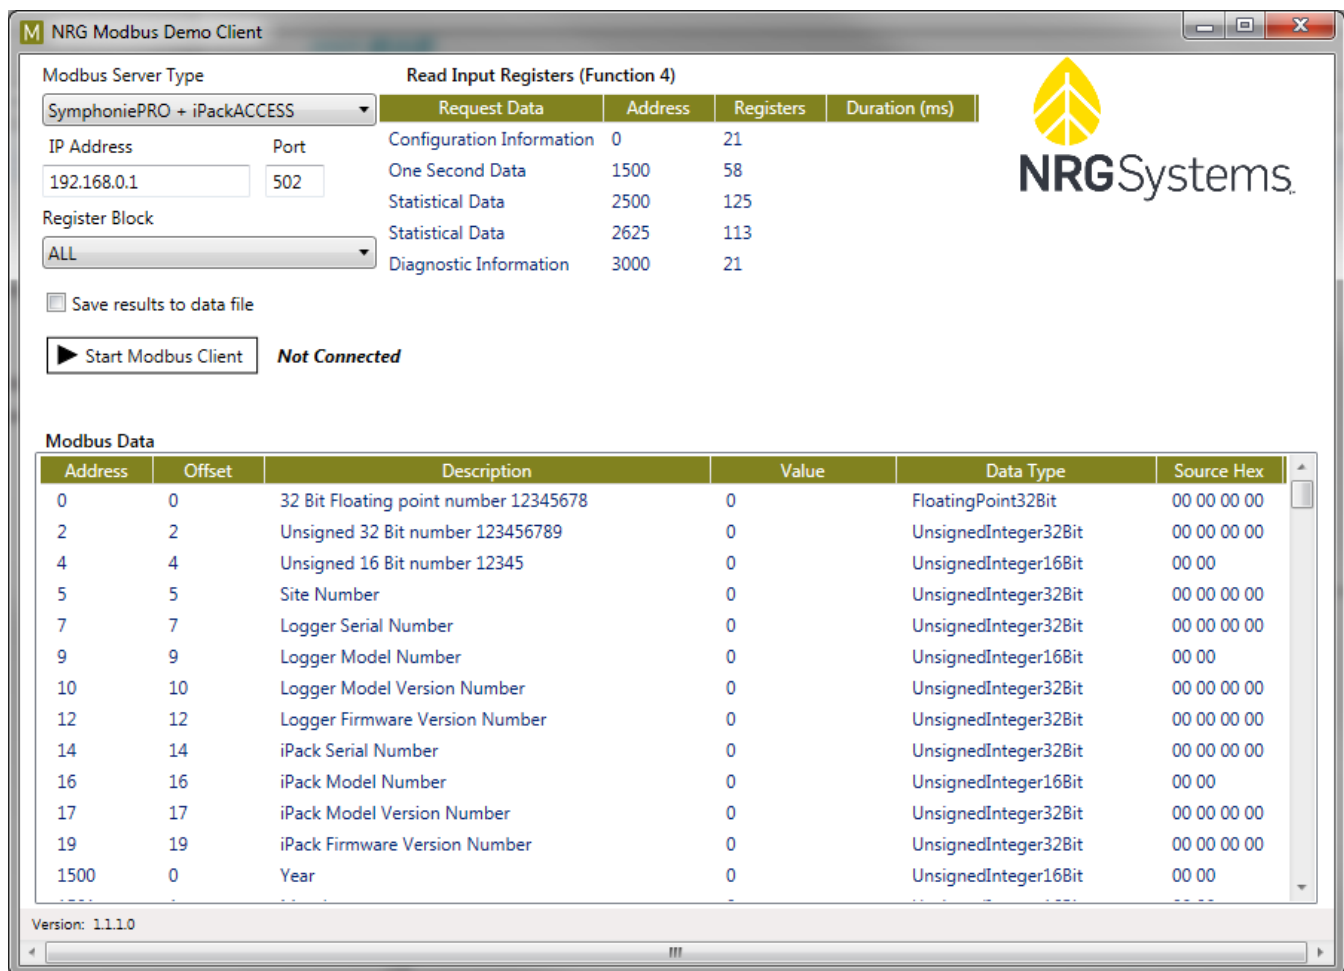 M NRG Modbus Demo Client
Modbus Server Type
SymphoniePRO + iPackACCESS
IP Address Port
192.168.0.1 502
Register Block
ALL
Save results to data file
Start Modbus Client Not Connected
Read Input Registers (Function 4)
Request Data Address Registers Duration (ms)
Configuration Information 0 21
One Second Data 1500 58
Statistical Data 2500 125
Statistical Data 2625 113
Diagnostic Information 3000 21
NRGSystems
Modbus Data
Address Offset Description Value Data Type Source Hex
0 0 32 Bit Floating point number 12345678 0 FloatingPoint32Bit 00 00 00 00
2 2 Unsigned 32 Bit number 123456789 0 UnsignedInteger32Bit 00 00 00 00
4 4 Unsigned 16 Bit number 12345 0 UnsignedInteger16Bit 00 00
5 5 Site Number 0 UnsignedInteger32Bit 00 00 00 00
7 7 Logger Serial Number 0 UnsignedInteger32Bit 00 00 00 00
9 9 Logger Model Number 0 UnsignedInteger16Bit 00 00
10 10 Logger Model Version Number 0 UnsignedInteger32Bit 00 00 00 00
12 12 Logger Firmware Version Number 0 UnsignedInteger32Bit 00 00 00 00
14 14 iPack Serial Number 0 UnsignedInteger32Bit 00 00 00 00
16 16 iPack Model Number 0 UnsignedInteger16Bit 00 00
17 17 iPack Model Version Number 0 UnsignedInteger32Bit 00 00 00 00
19 19 iPack Firmware Version Number 0 UnsignedInteger32Bit 00 00 00 00
1500 0 Year 0 UnsignedInteger16Bit 00 00
Version: 1.1.1.0